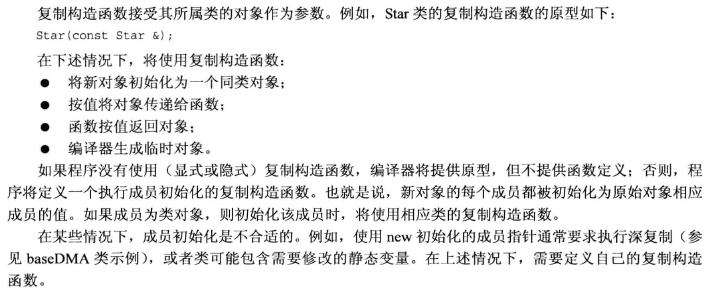 复制构造函数接受其所属类的对象作为参数。例如，Star 类的复制构造函数的原型如下：
Star(const Star &);
在下述情况下，将使用复制构造函数：
● 将新对象初始化为一个同类对象；
● 按值将对象传递给函数；
● 函数按值返回对象；
● 编译器生成临时对象。
如果程序没有使用（显式或隐式）复制构造函数，编译器将提供原型，但不提供函数定义；否则，程
序将定义一个执行成员初始化的复制构造函数。也就是说，新对象的每个成员都被初始化为原始对象相应
成员的值。如果成员为类对象，则初始化该成员时，将使用相应类的复制构造函数。
在某些情况下，成员初始化是不合适的。例如，使用 new 初始化的成员指针通常要求执行深复制（参
见 baseDMA 类示例），或者类可能包含需要修改的静态变量。在上述情况下，需要定义自己的复制构造
函数。